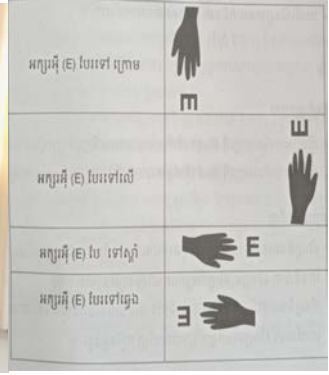 អក្សរអ៊ី (E) បែរទៅ ក្រោម
E
E
អក្សរអ៊ី (E) បែរទៅលើ
អក្សរអ៊ី (E) បែ ទៅស្តាំ
E
អក្សរអ៊ី (E) បែរទៅឆ្វេង
E